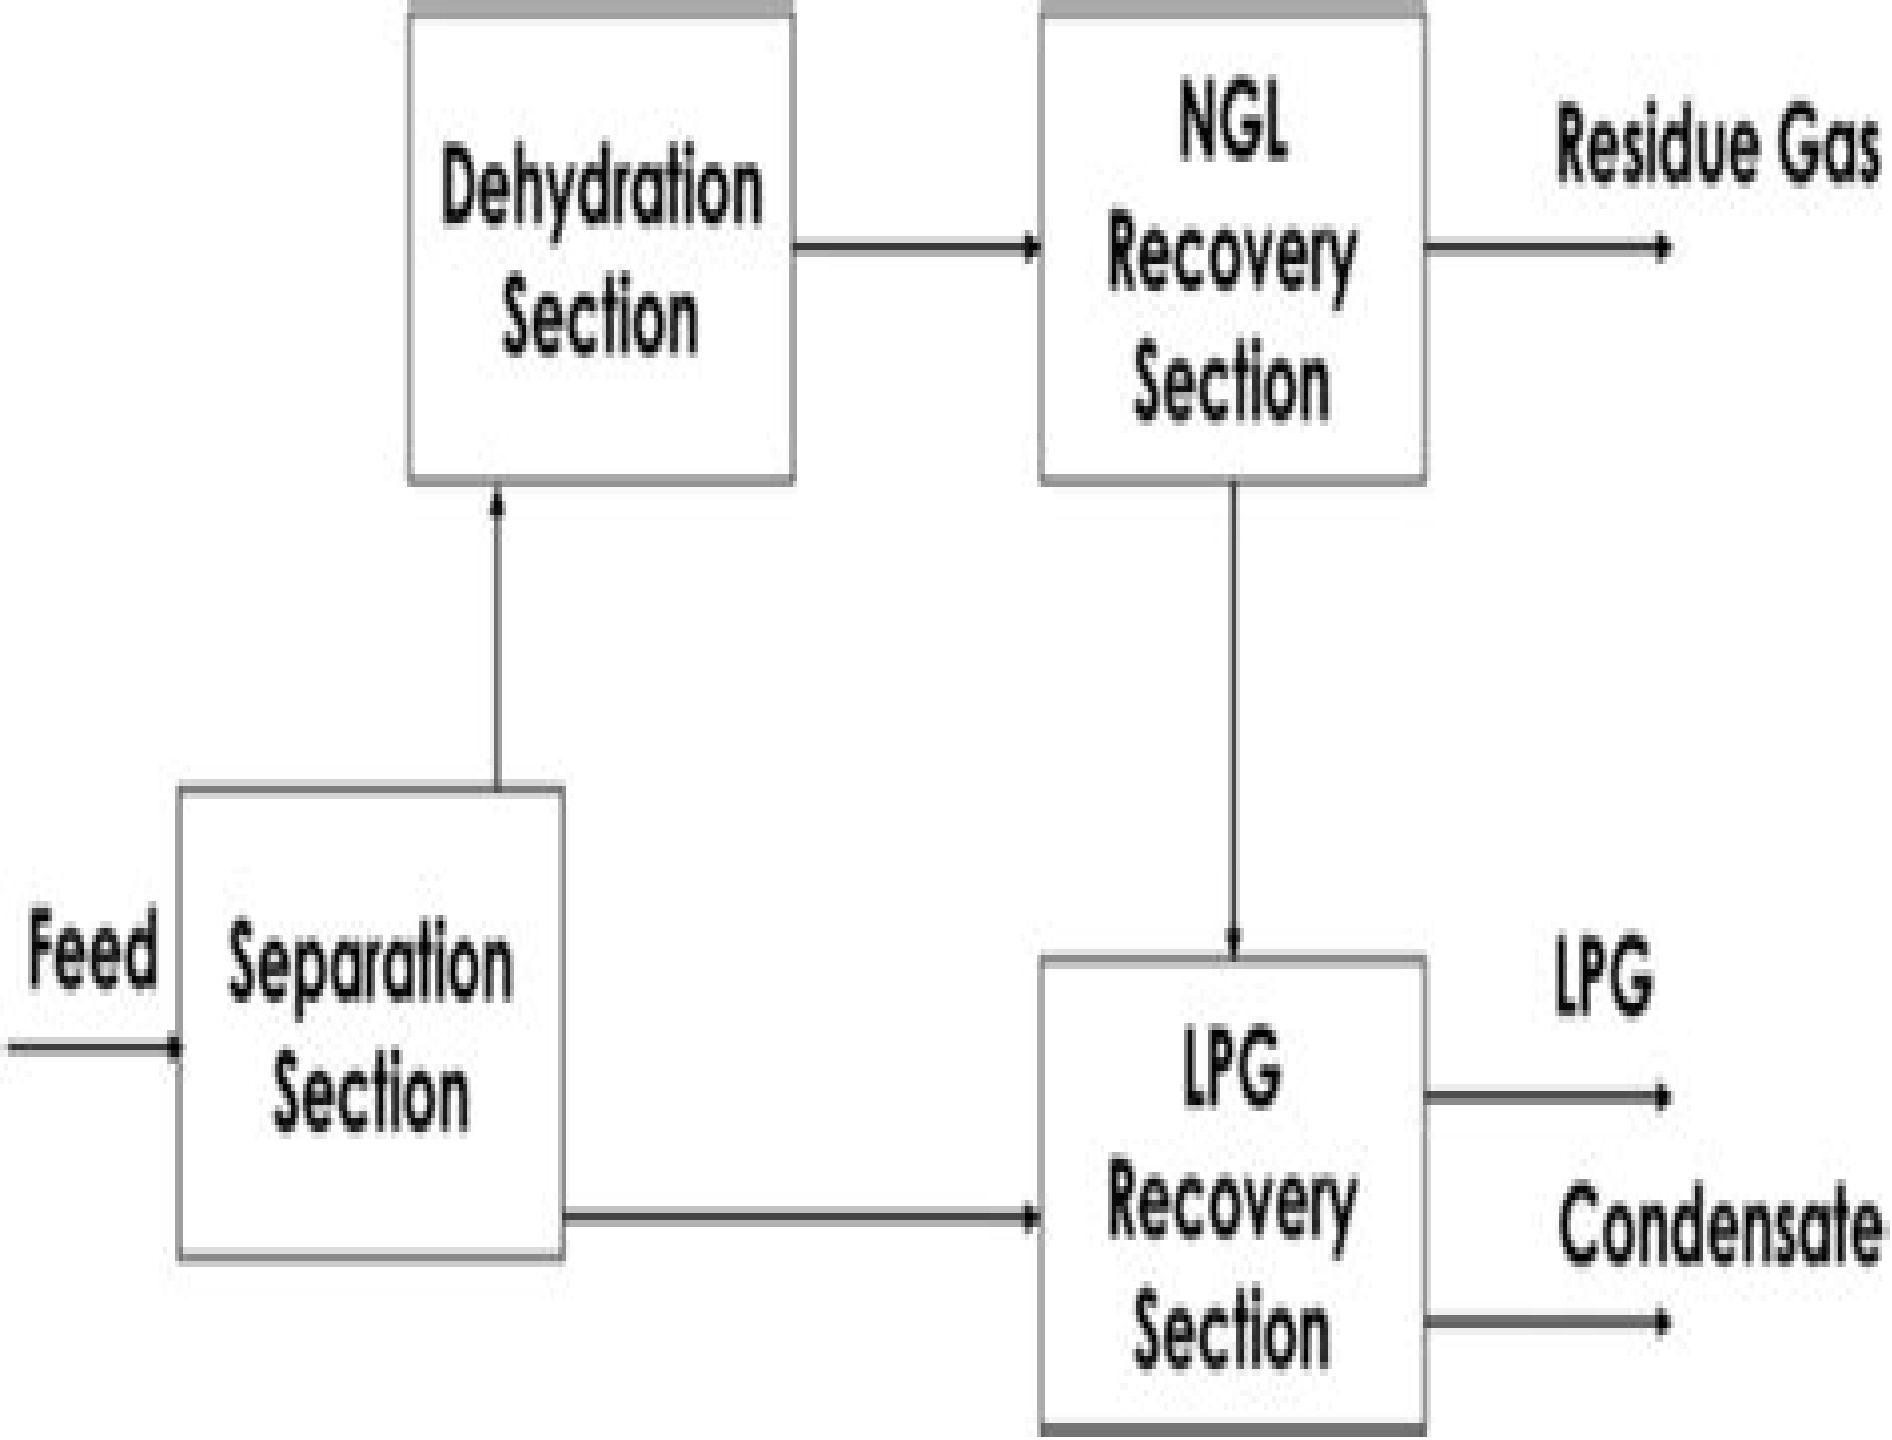 Dehydration
Section
NGL
Recovery
Section
Residue Gas
Feed
Separation
Section
LPG
Recovery
Section
LPG
Condensate